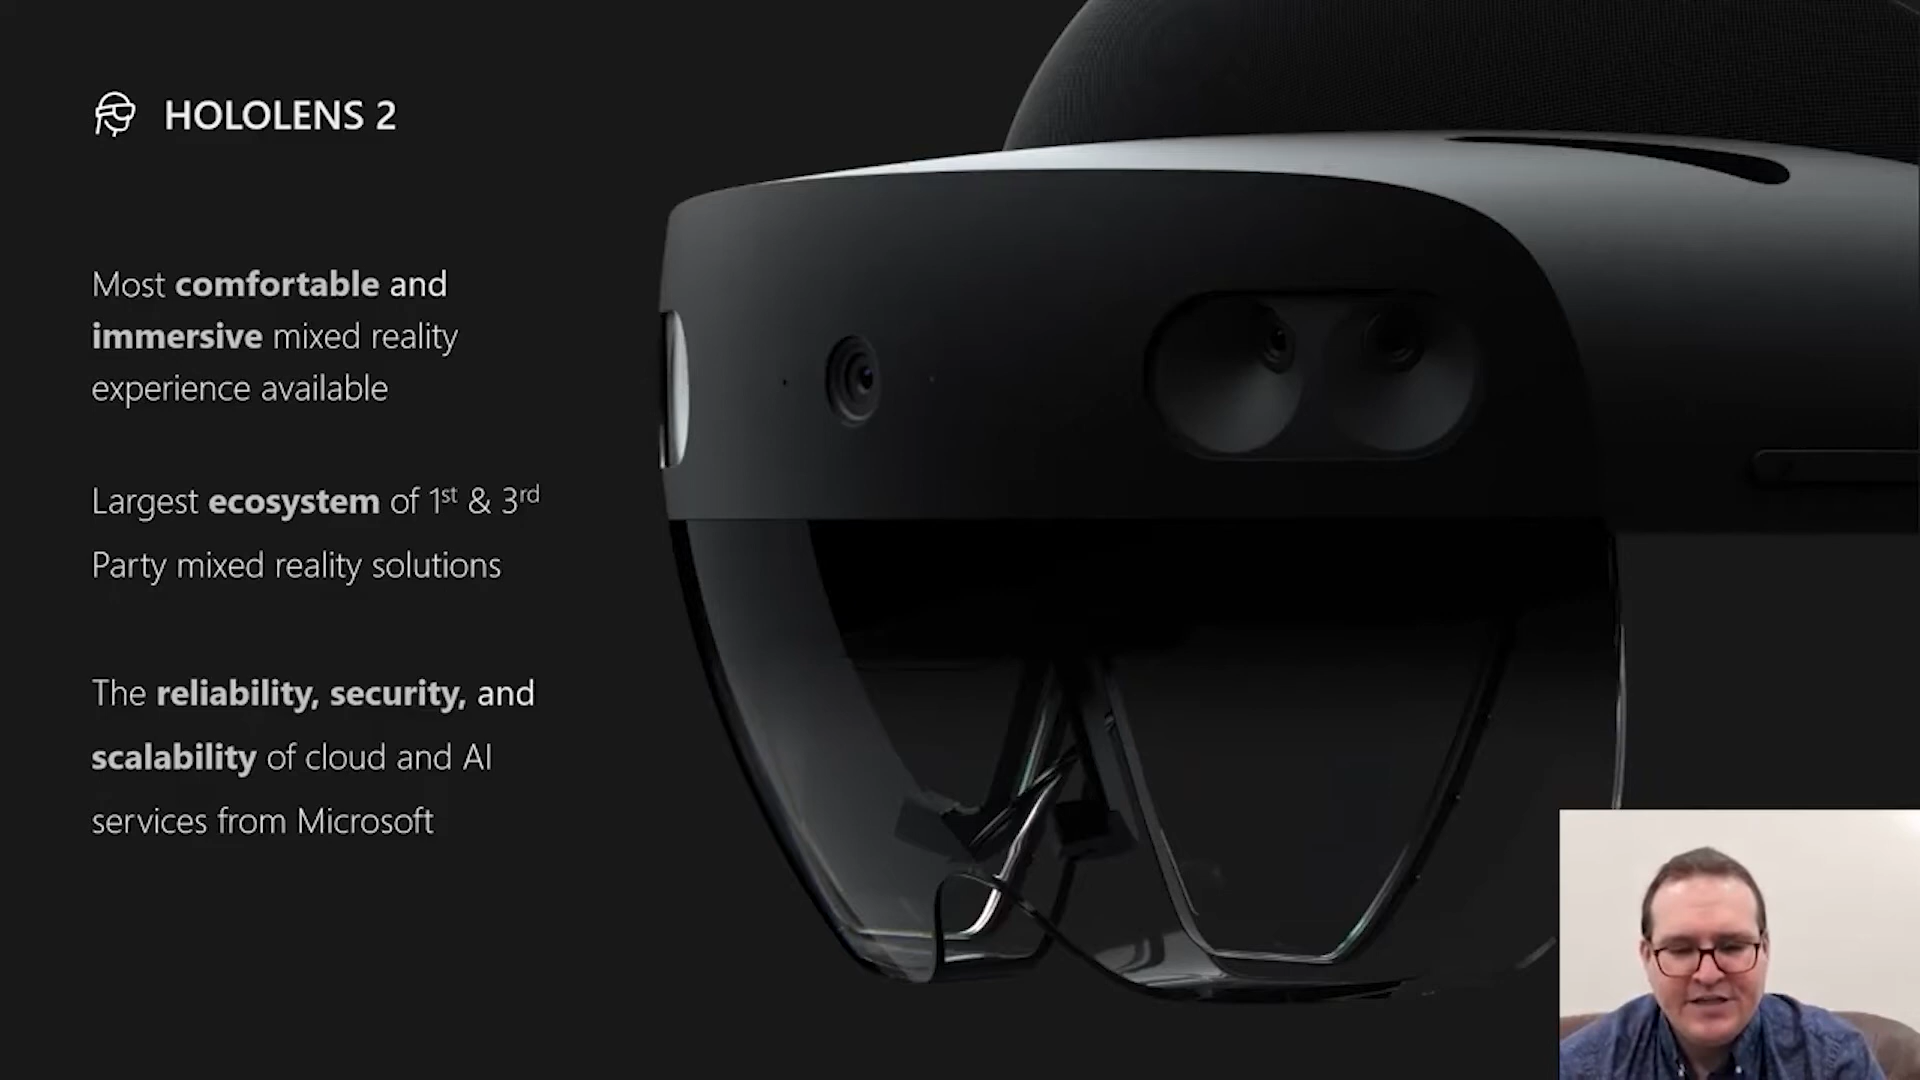 HOLOLENS 2
Most comfortable and
immersive mixed reality
experience available
Largest ecosystem of 1st & 3rd
Party mixed reality solutions
The reliability, security, and
scalability of cloud and AI
services from Microsoft